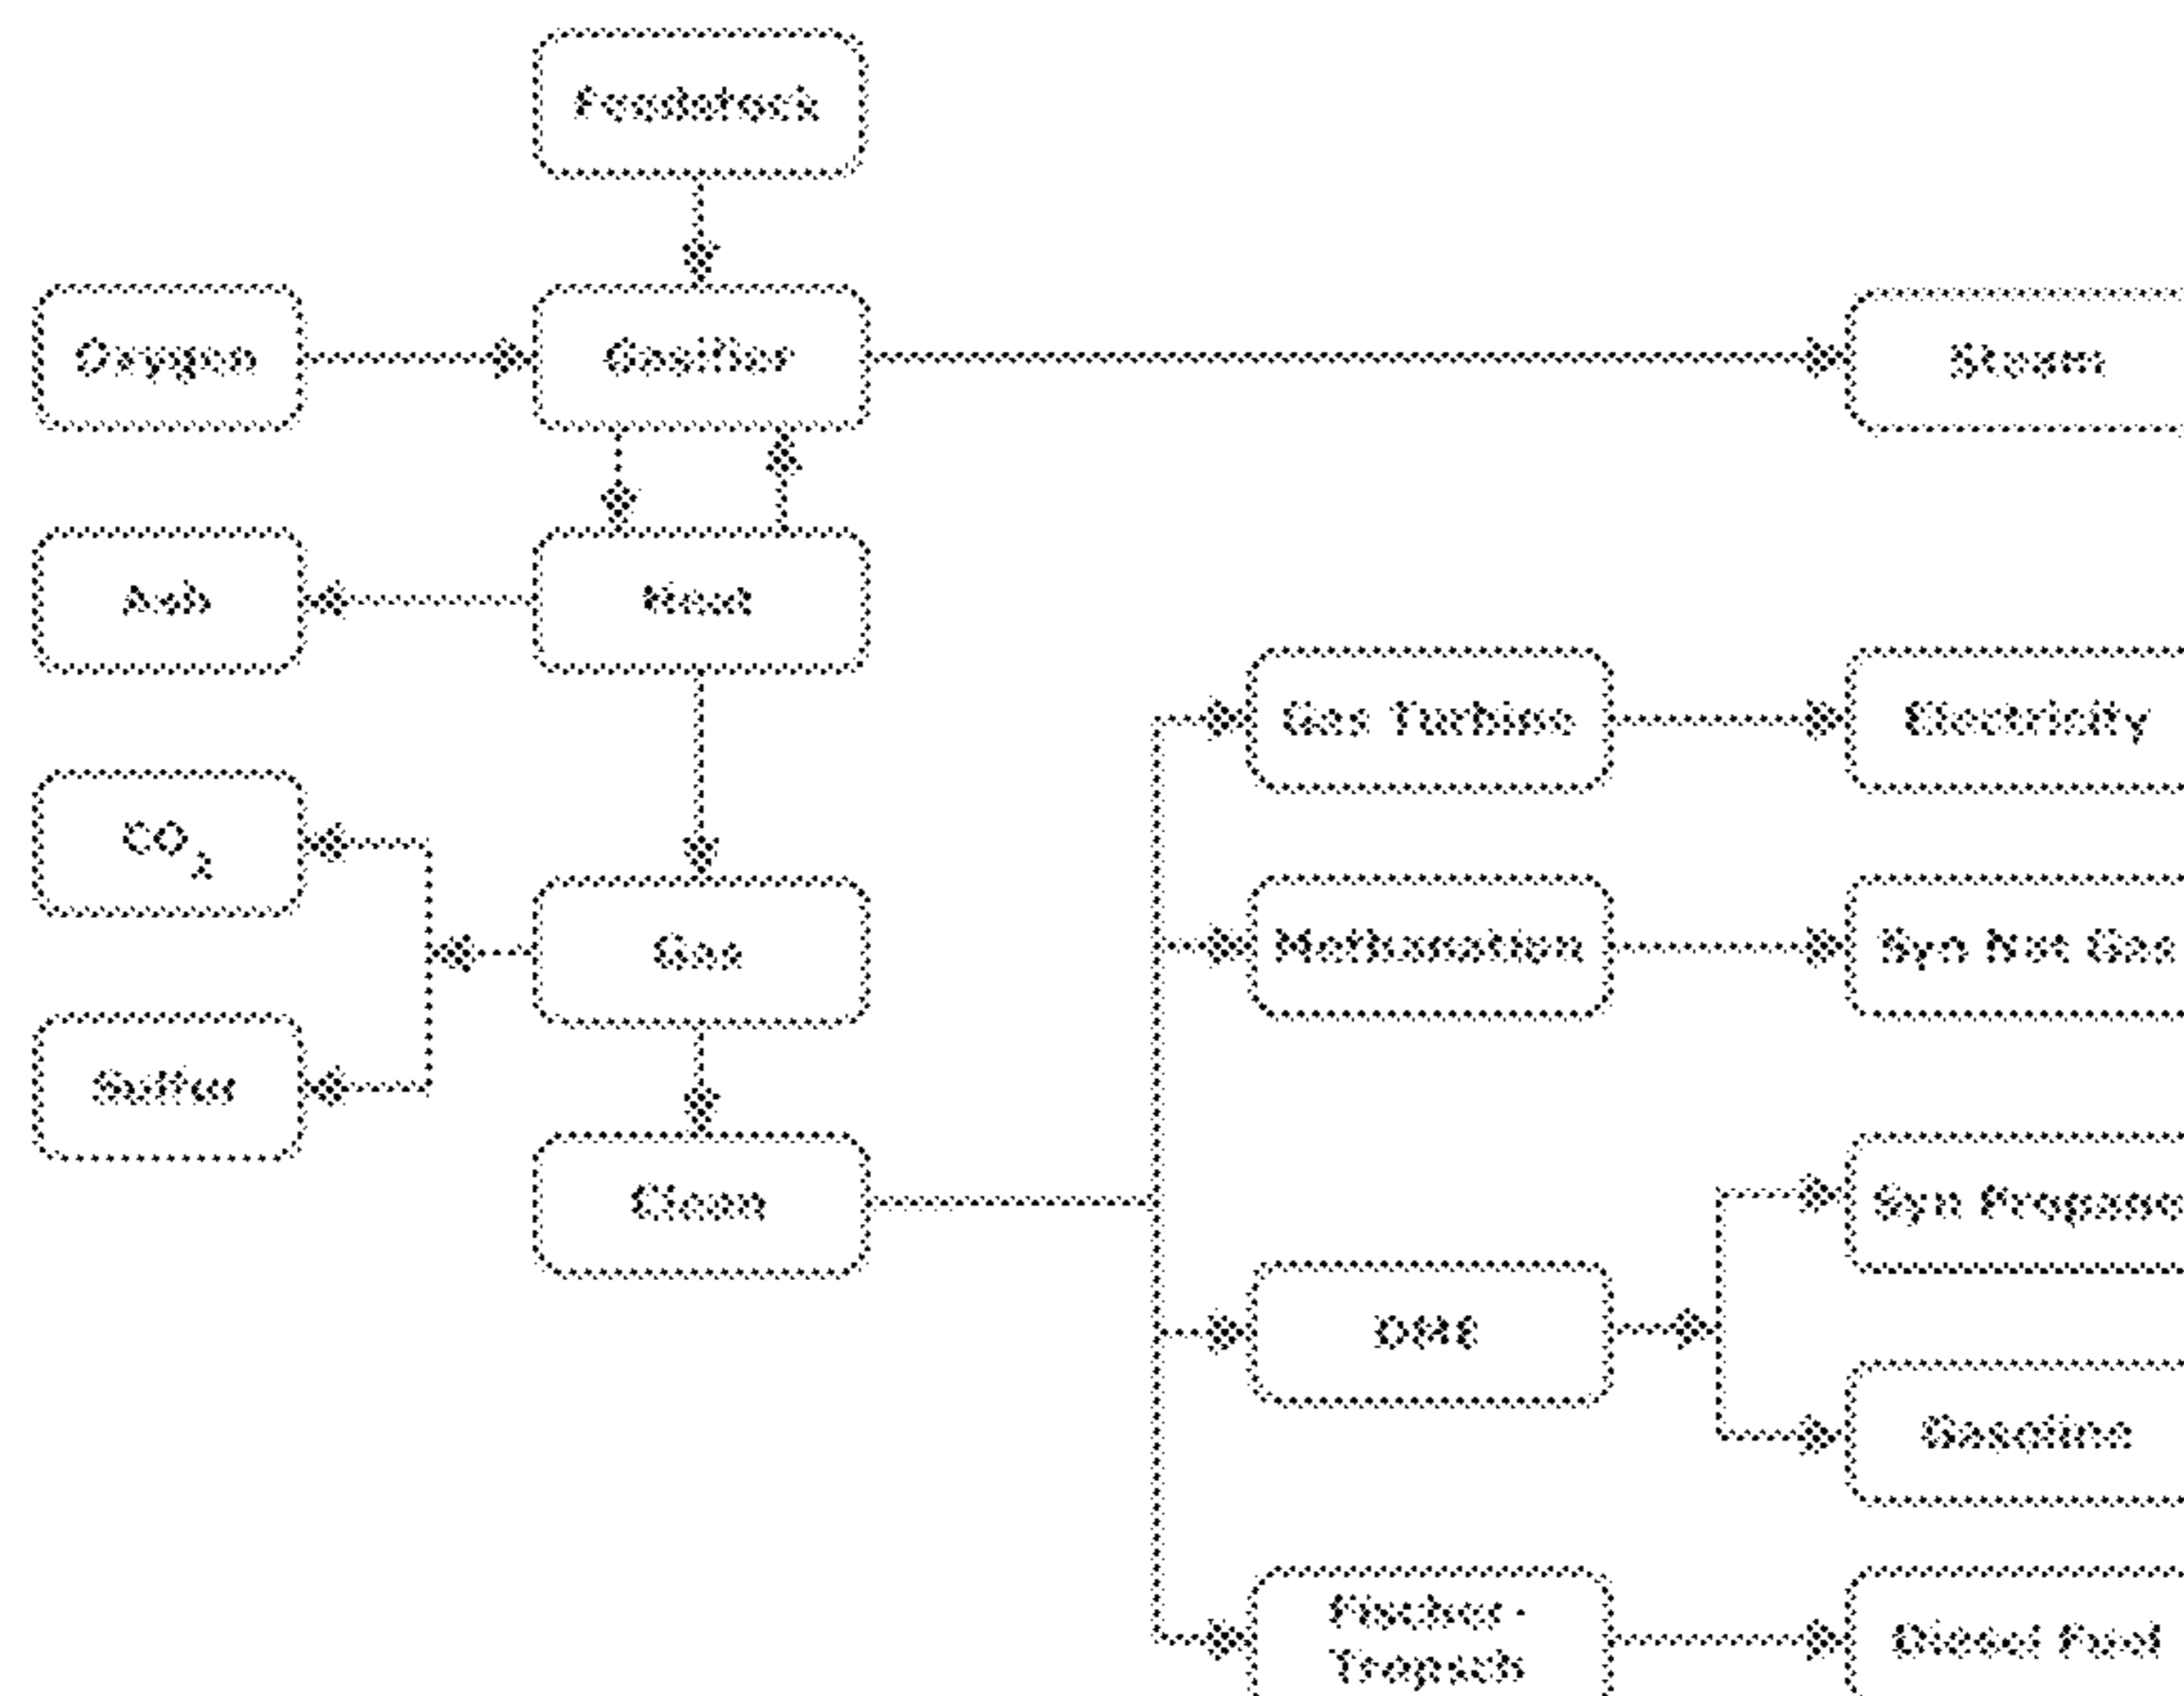 Feedstock
Oxygen
Gasifier
Steam
Ash
Heat
Gas Turbine
Electricity
CO2
Gas
Methanation
Syn Nat Gas
Sulfur
Clean
Syn Propane
DME
Gasoline
Fischer-
Tropsch
Diesel Fuel